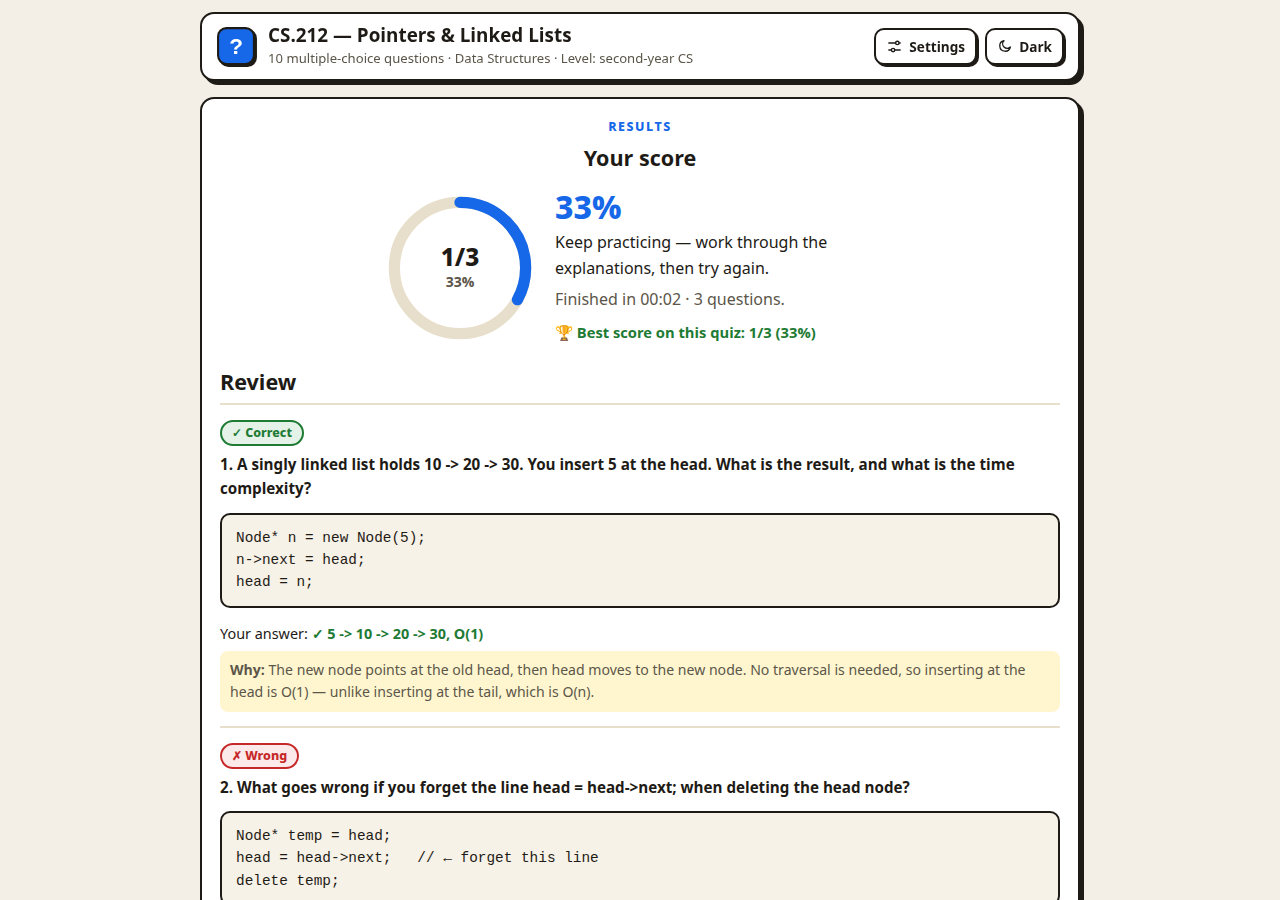 ?
CS.212 — Pointers & Linked Lists
10 multiple-choice questions · Data Structures · Level: second-year CS
Settings
Dark
RESULTS
Your score
1/3
33%
33%
Keep practicing — work through the
explanations, then try again.
Finished in 00:02 · 3 questions.
🏆 Best score on this quiz: 1/3 (33%)
Review
✓ Correct
1. A singly linked list holds 10 -> 20 -> 30. You insert 5 at the head. What is the result, and what is the time
complexity?
Node* n = new Node(5);
n->next = head;
head = n;
Your answer: ✓ 5 -> 10 -> 20 -> 30, O(1)
Why: The new node points at the old head, then head moves to the new node. No traversal is needed, so inserting at the
head is O(1) — unlike inserting at the tail, which is O(n).
✗ Wrong
2. What goes wrong if you forget the line head = head->next; when deleting the head node?
Node* temp = head;
head = head->next;   // ← forget this line
delete temp;